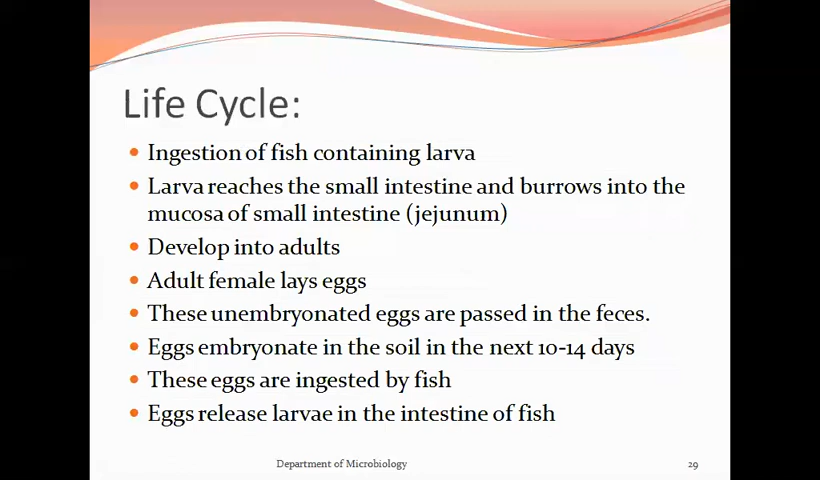 Life Cycle:
Ingestion of fish containing larva
Larva reaches the small intestine and burrows into the
mucosa of small intestine (jejunum)
Develop into adults
Adult female lays eggs
These unembryonated eggs are passed in the feces.
Eggs embryonate in the soil in the next 10-14 days
These eggs are ingested by fish
Eggs release larvae in the intestine of fish
Department of Microbiology
29